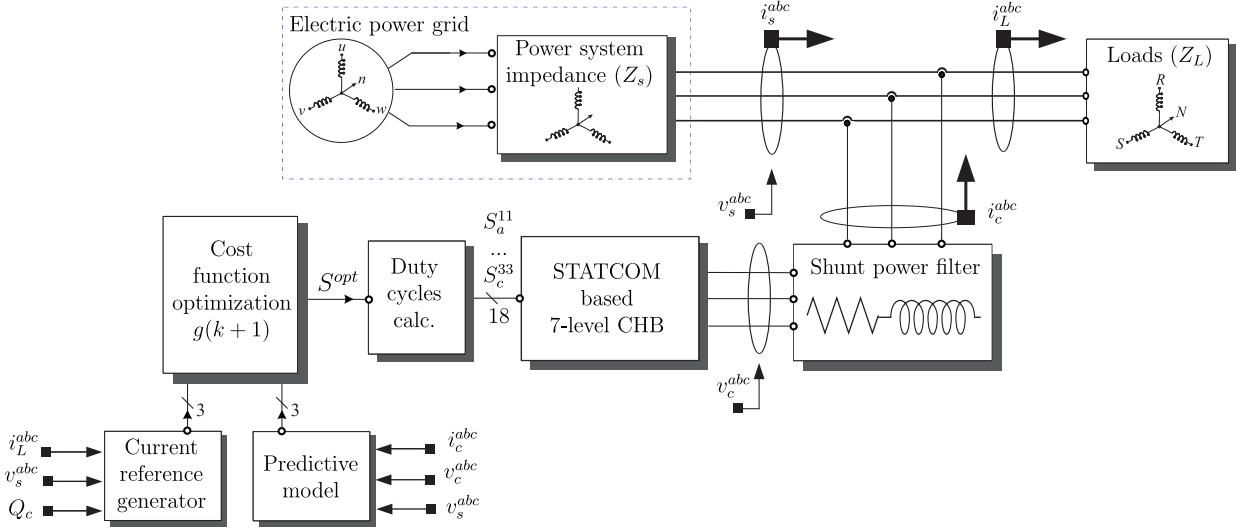 Electric power grid
u
n
v
w
Power system
impedance (Z_s)
i_s^{abc}
i_L^{abc}
Loads (Z_L)
R
N
S
T
v_s^{abc}
i_c^{abc}
Cost
function
optimization
g(k + 1)
S^{opt}
Duty
cycles
calc.
S_a^{11}
...
S_c^{33}
18
STATCOM
based
7-level CHB
Shunt power filter
v_c^{abc}
3
3
i_L^{abc}
v_s^{abc}
Q_c
Current
reference
generator
Predictive
model
i_c^{abc}
v_c^{abc}
v_s^{abc}